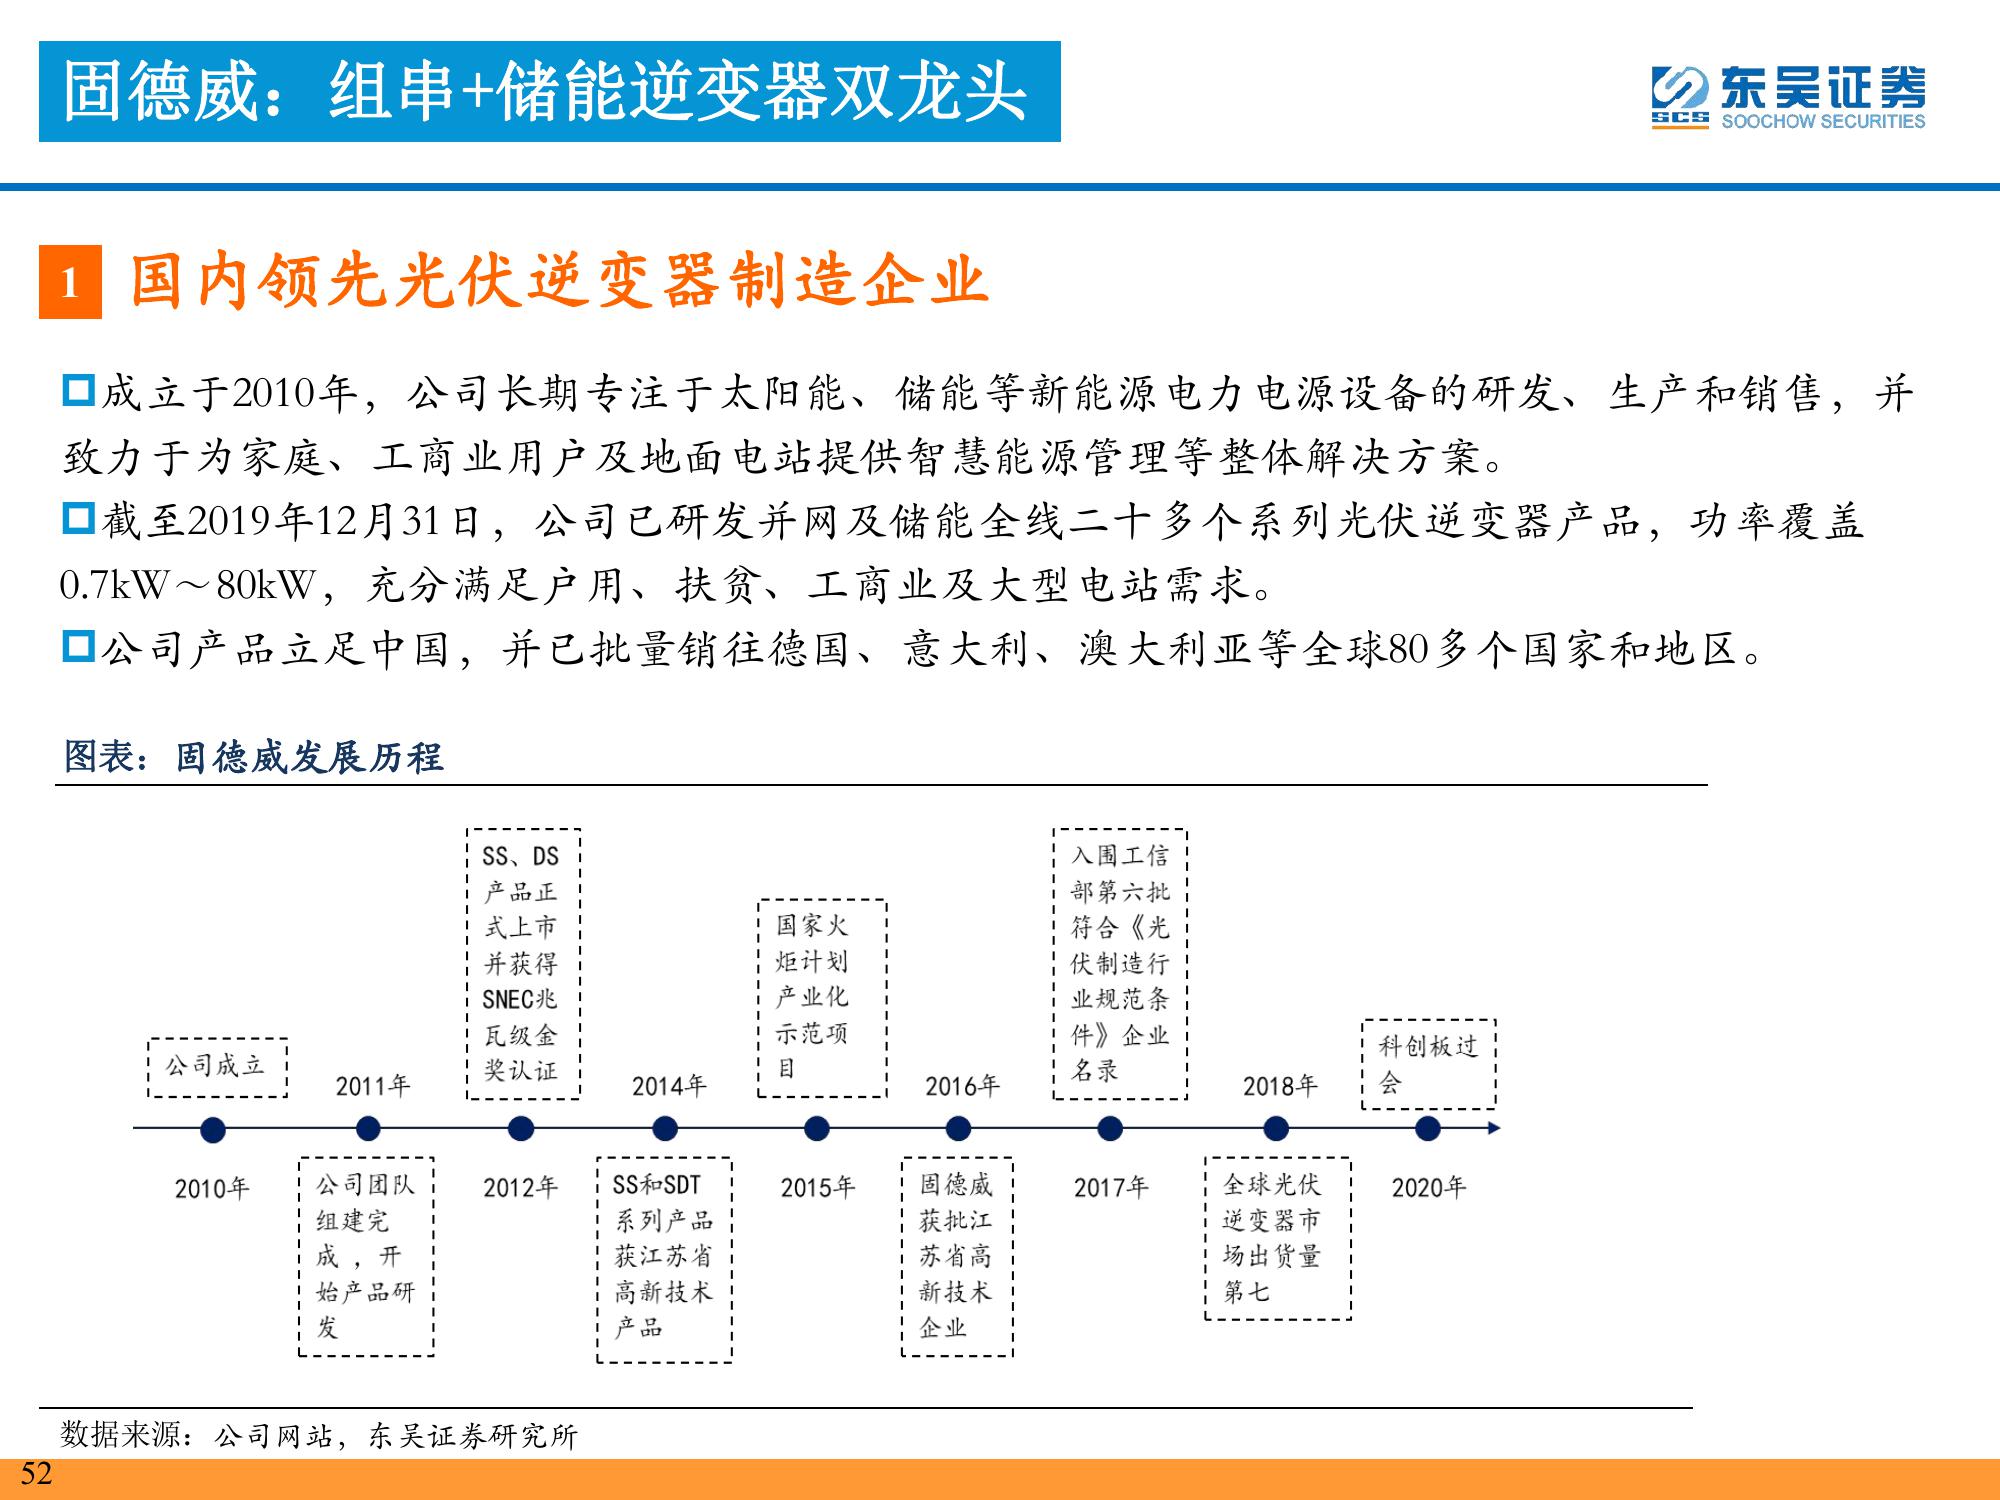 固德威：组串+储能逆变器双龙头
东吴证券
SCS
SOOCHOW SECURITIES
1
国内领先光伏逆变器制造企业
成立于2010年，公司长期专注于太阳能、储能等新能源电力电源设备的研发、生产和销售，并
致力于为家庭、工商业用户及地面电站提供智慧能源管理等整体解决方案。
截至2019年12月31日，公司已研发并网及储能全线二十多个系列光伏逆变器产品，功率覆盖
0.7kW～80kW，充分满足户用、扶贫、工商业及大型电站需求。
公司产品立足中国，并已批量销往德国、意大利、澳大利亚等全球80多个国家和地区。
图表：固德威发展历程
公司成立
2010年
2011年
公司团队
组建完
成，开
始产品研
发
SS、DS
产品正
式上市
并获得
SNEC兆
瓦级金
奖认证
2012年
2014年
SS和SDT
系列产品
获江苏省
高新技术
产品
国家火
炬计划
产业化
示范项
目
2015年
2016年
固德威
获批江
苏省高
新技术
企业
入围工信
部第六批
符合《光
伏制造行
业规范条
件》企业
名录
2017年
2018年
全球光伏
逆变器市
场出货量
第七
科创板过
会
2020年
数据来源：公司网站，东吴证券研究所
52